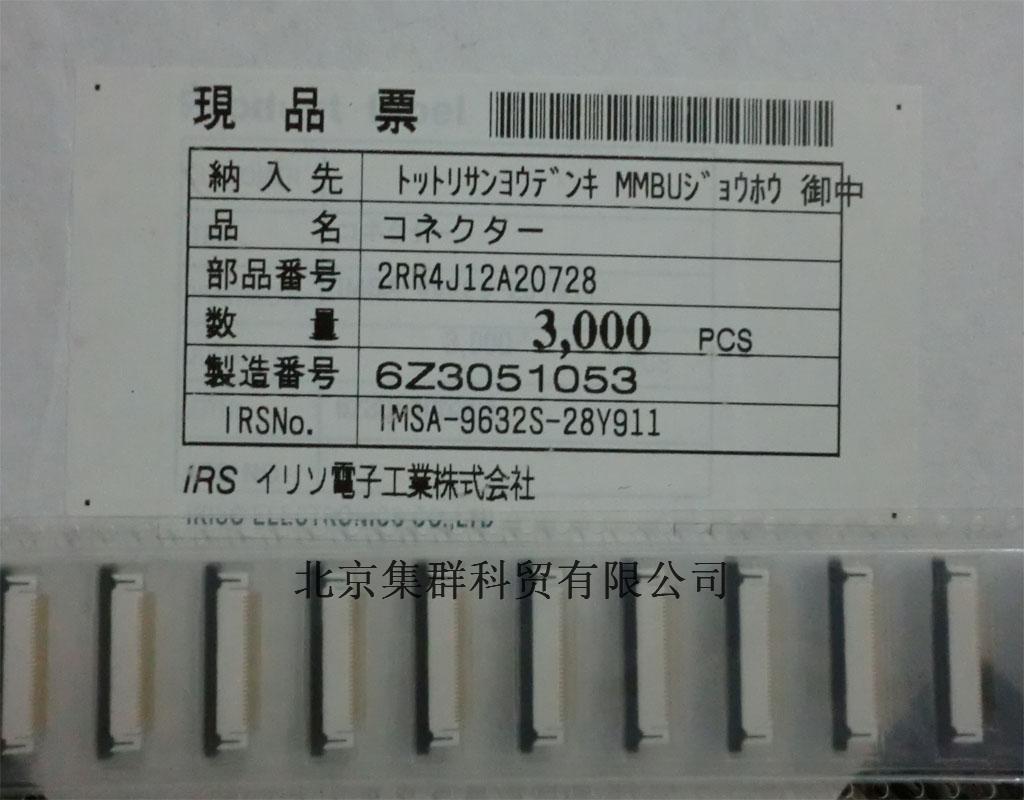 現品票
納入先 トットリサンヨウデンキ MMBUジョウホウ 御中
品名 コネクター
部品番号 2RR4J12A20728
数量 3,000 PCS
製造番号 6Z3051053
IRSNo. IMSA-9632S-28Y911
iRS イリソ電子工業株式会社
IRISO ELECTRONICS CO.,LTD
北京集群科贸有限公司